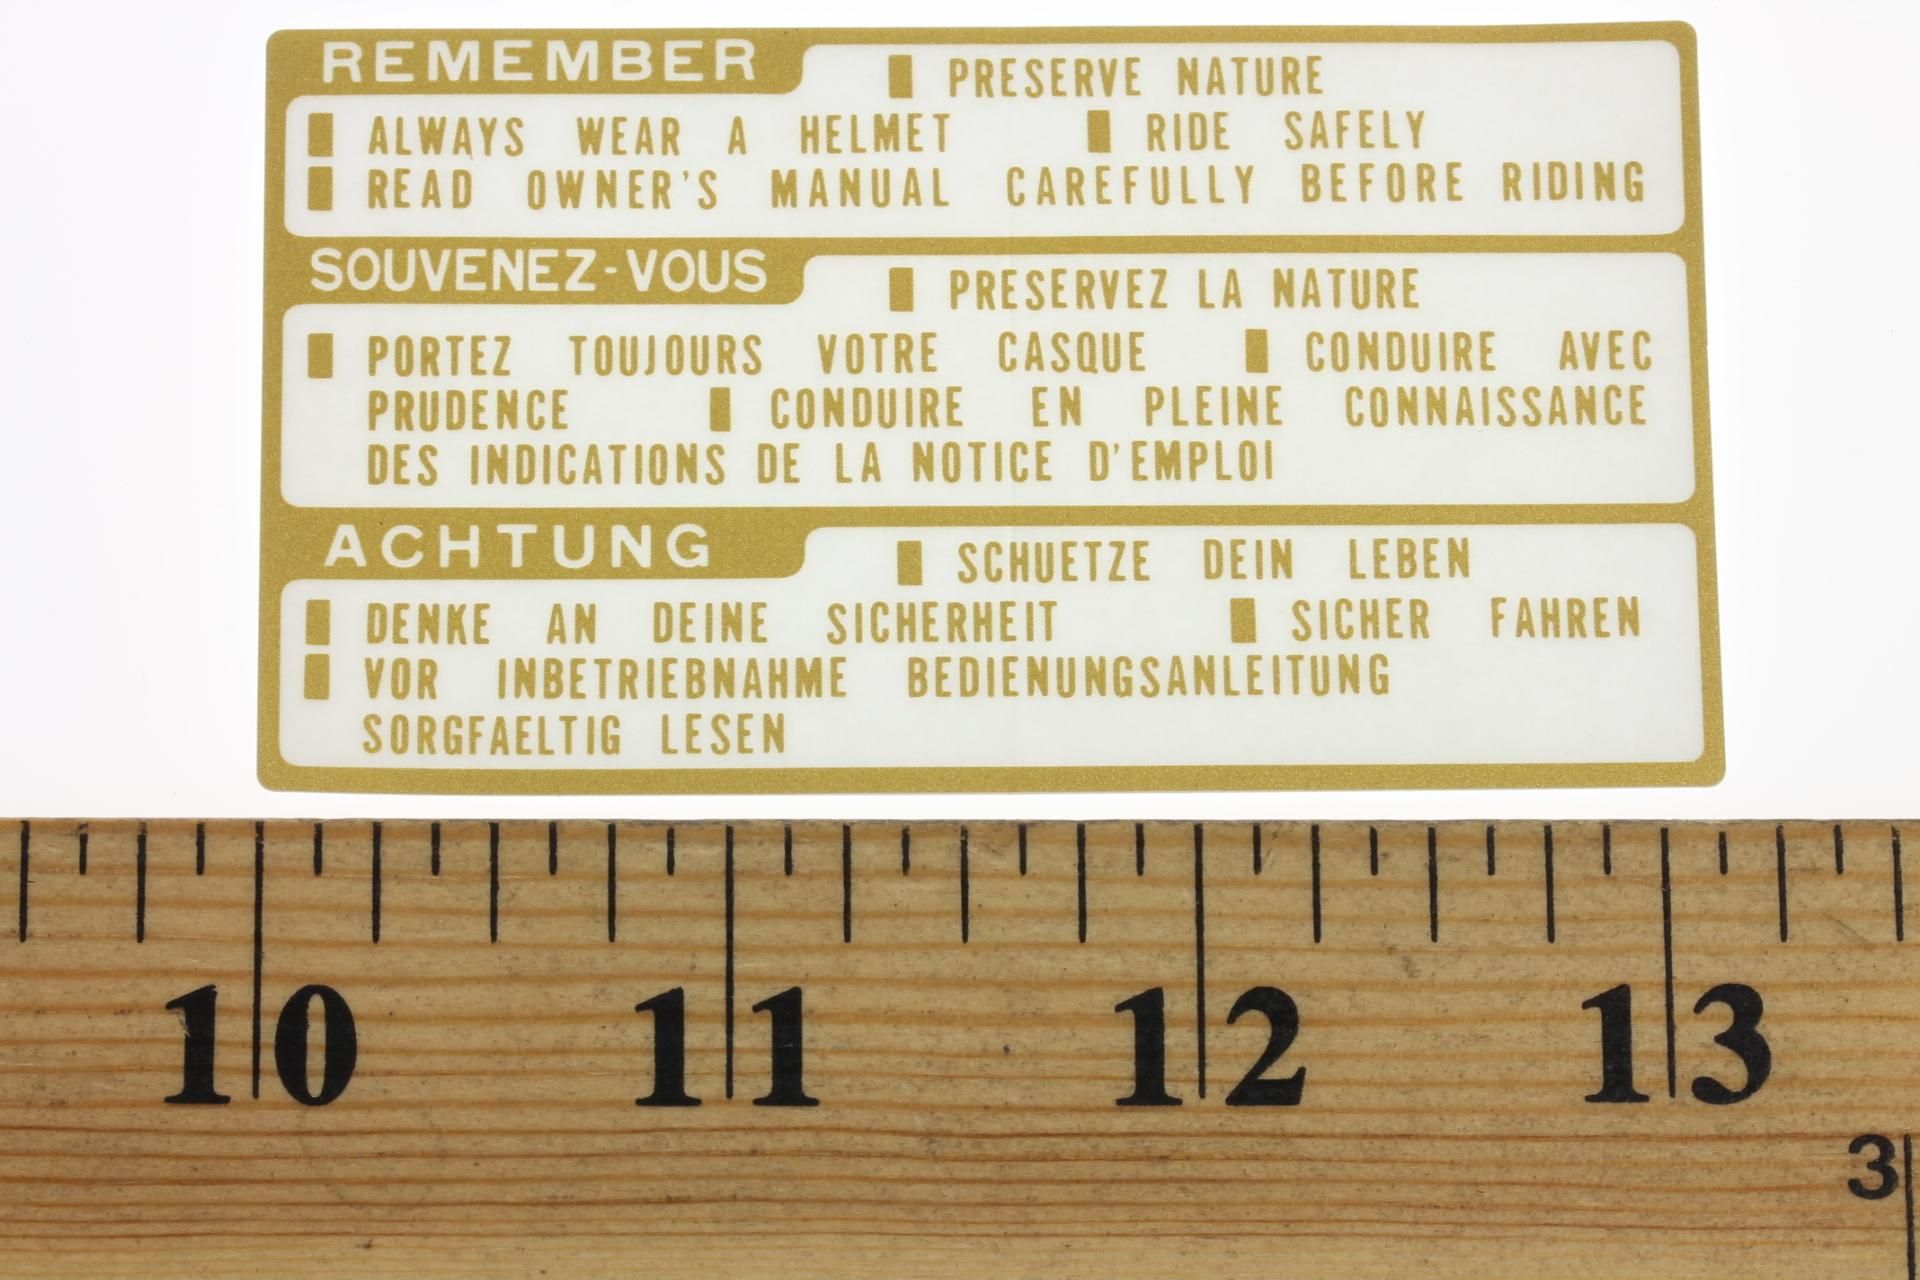 REMEMBER ▮ PRESERVE NATURE
▮ ALWAYS WEAR A HELMET ▮ RIDE SAFELY
▮ READ OWNER'S MANUAL CAREFULLY BEFORE RIDING
SOUVENEZ-VOUS ▮ PRESERVEZ LA NATURE
▮ PORTEZ TOUJOURS VOTRE CASQUE ▮ CONDUIRE AVEC
PRUDENCE ▮ CONDUIRE EN PLEINE CONNAISSANCE
DES INDICATIONS DE LA NOTICE D'EMPLOI
ACHTUNG ▮ SCHUETZE DEIN LEBEN
▮ DENKE AN DEINE SICHERHEIT ▮ SICHER FAHREN
▮ VOR INBETRIEBNAHME BEDIENUNGSANLEITUNG
SORGFAELTIG LESEN
10 11 12 13
3